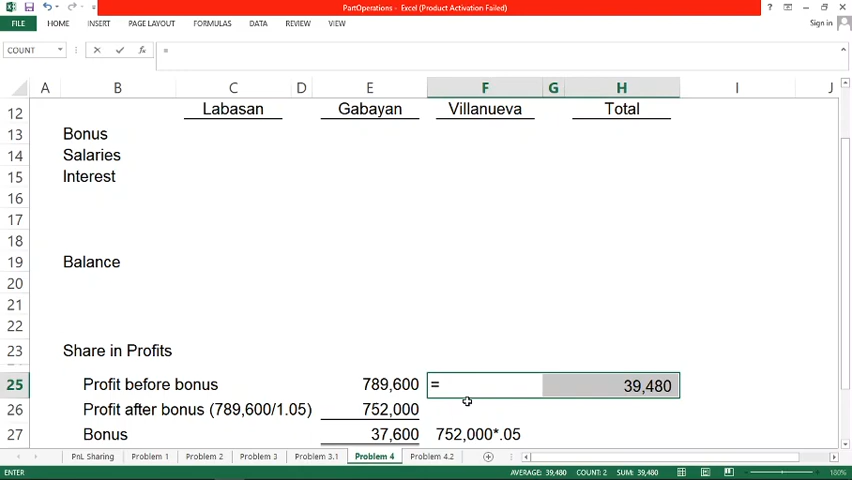 PartOperations - Excel (Product Activation Failed)
FILE HOME INSERT PAGE LAYOUT FORMULAS DATA REVIEW VIEW Sign in
COUNT fx =
A B C D E F G H I J
12 Labasan Gabayan Villanueva Total
13 Bonus
14 Salaries
15 Interest
16
17
18
19 Balance
20
21
22
23 Share in Profits
25 Profit before bonus 789,600 = 39,480
26 Profit after bonus (789,600/1.05) 752,000
27 Bonus 37,600 752,000*.05
PnL Sharing Problem 1 Problem 2 Problem 3 Problem 3.1 Problem 4 Problem 4.2
ENTER AVERAGE: 39,480 COUNT: 2 SUM: 39,480 180%